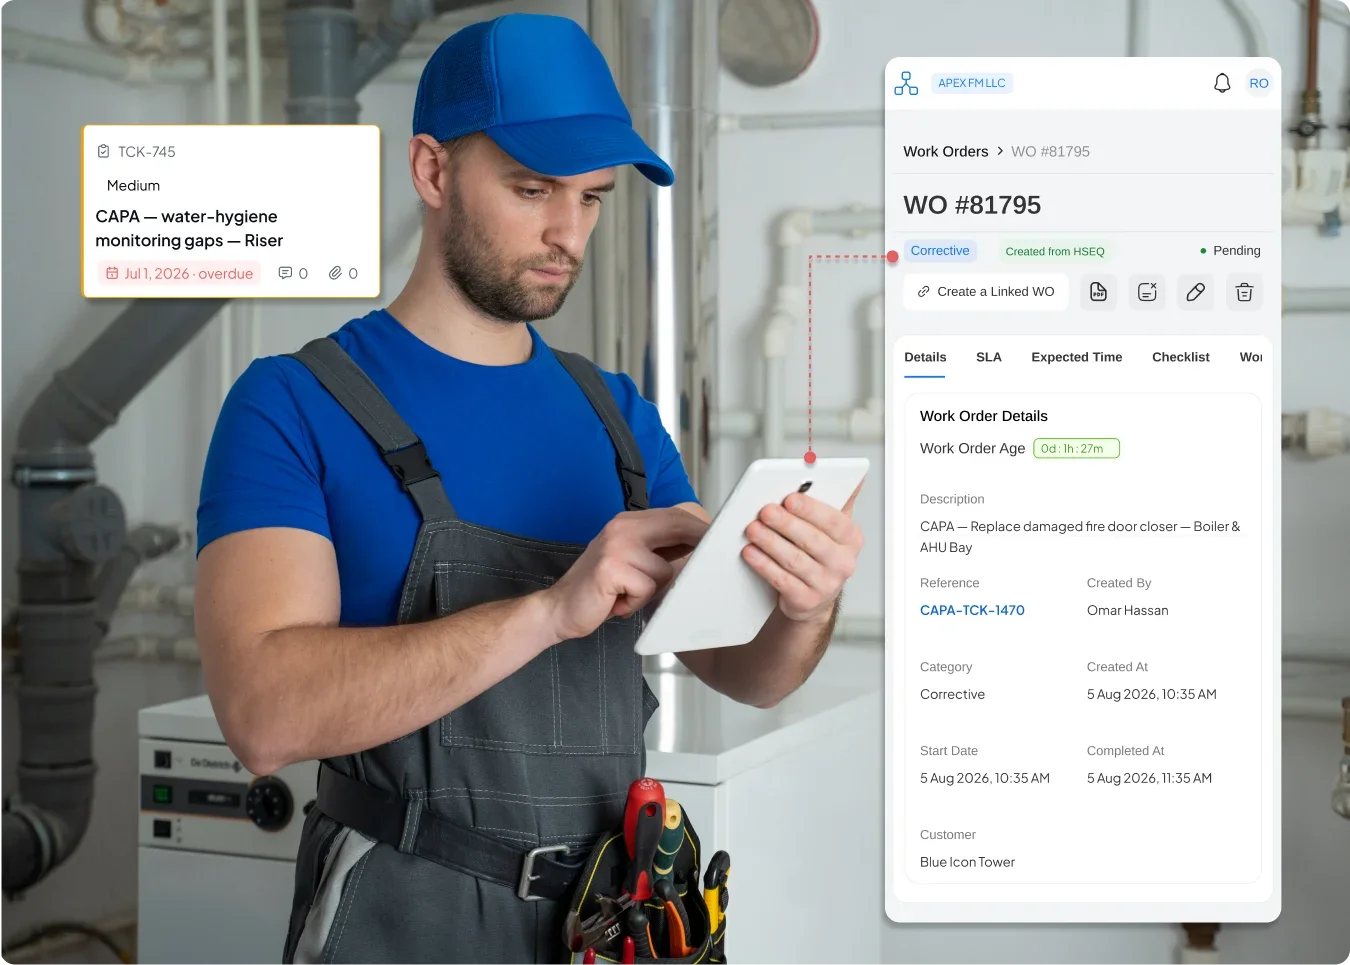 TCK-745
Medium
CAPA — water-hygiene
monitoring gaps — Riser
Jul 1, 2026 · overdue
0
0
APEX FM LLC
RO
Work Orders > WO #81795
WO #81795
Corrective
Created from HSEQ
Pending
Create a Linked WO
PDF
Details
SLA
Expected Time
Checklist
Work Order Details
Work Order Age
0d : 1h : 27m
Description
CAPA — Replace damaged fire door closer — Boiler &
AHU Bay
Reference
Created By
CAPA-TCK-1470
Omar Hassan
Category
Created At
Corrective
5 Aug 2026, 10:35 AM
Start Date
Completed At
5 Aug 2026, 10:35 AM
5 Aug 2026, 11:35 AM
Customer
Blue Icon Tower
De Dietrich